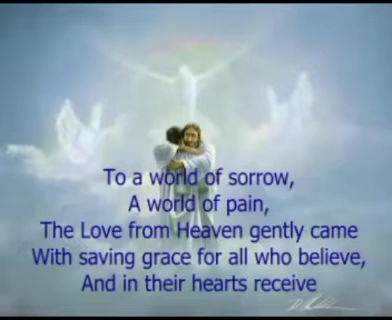 To a world of sorrow,
A world of pain,
The Love from Heaven gently came
With saving grace for all who believe,
And in their hearts receive